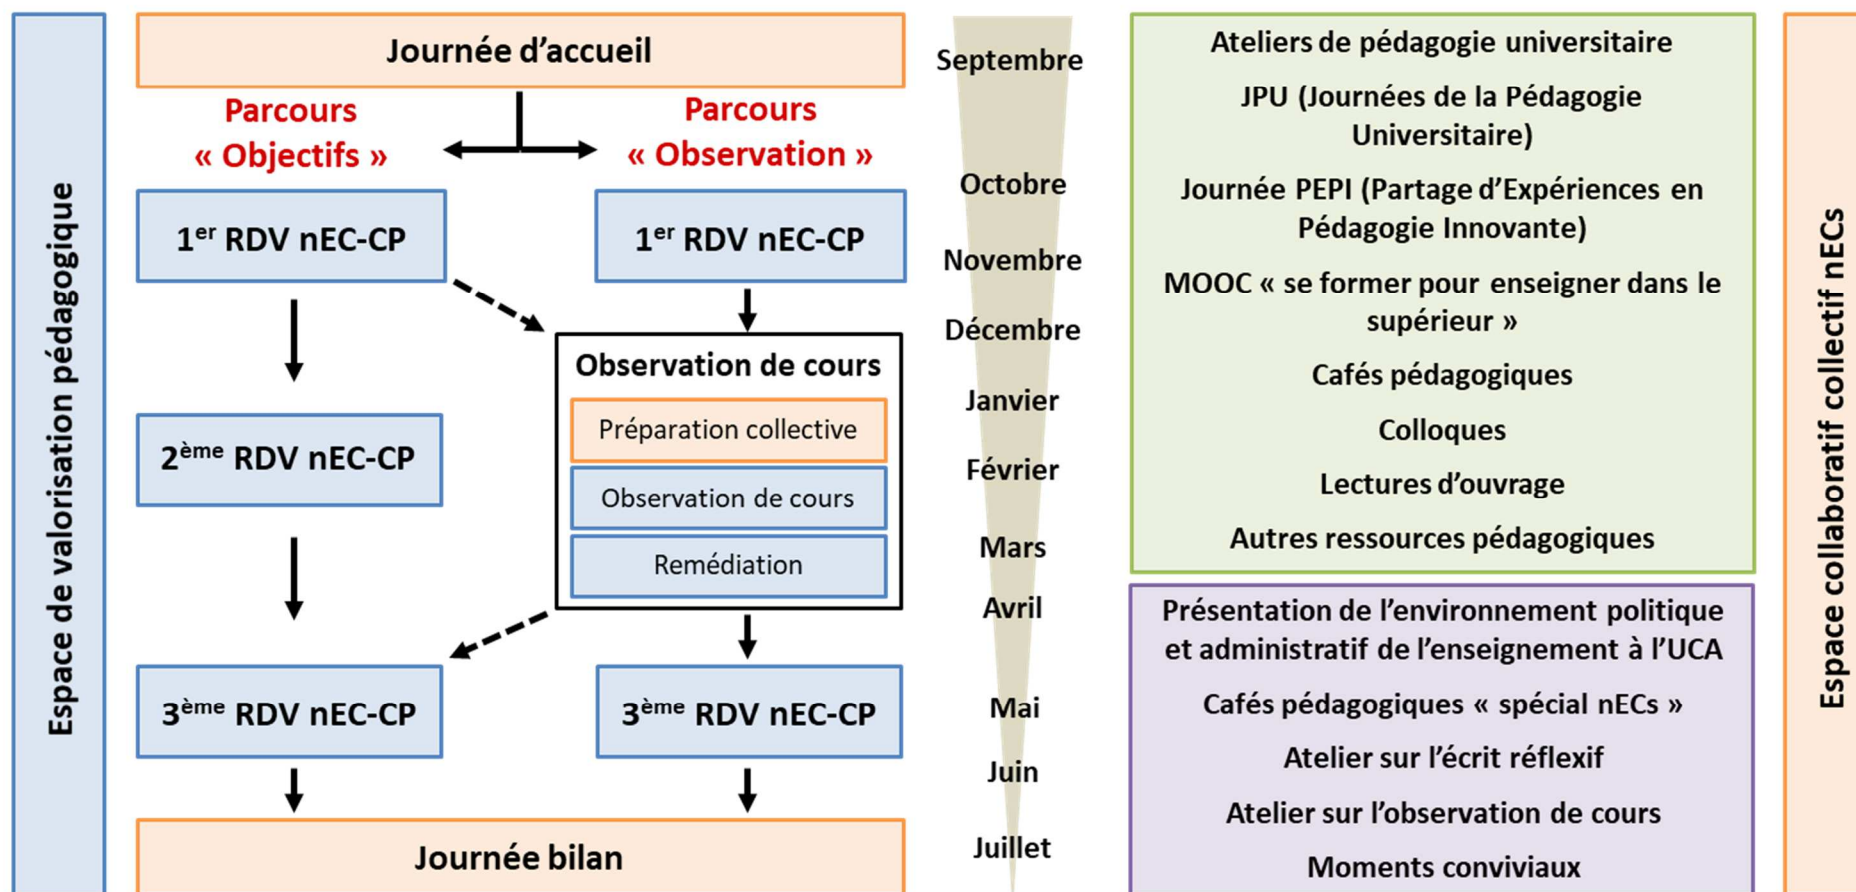 Espace de valorisation pédagogique
Journée d’accueil
Parcours
« Objectifs »
Parcours
« Observation »
1er RDV nEC-CP
1er RDV nEC-CP
Observation de cours
Préparation collective
Observation de cours
Remédiation
2ème RDV nEC-CP
3ème RDV nEC-CP
3ème RDV nEC-CP
Journée bilan
Septembre
Octobre
Novembre
Décembre
Janvier
Février
Mars
Avril
Mai
Juin
Juillet
Ateliers de pédagogie universitaire
JPU (Journées de la Pédagogie
Universitaire)
Journée PEPI (Partage d’Expériences en
Pédagogie Innovante)
MOOC « se former pour enseigner dans le
supérieur »
Cafés pédagogiques
Colloques
Lectures d’ouvrage
Autres ressources pédagogiques
Présentation de l’environnement politique
et administratif de l’enseignement à l’UCA
Cafés pédagogiques « spécial nECs »
Atelier sur l’écrit réflexif
Atelier sur l’observation de cours
Moments conviviaux
Espace collaboratif collectif nECs